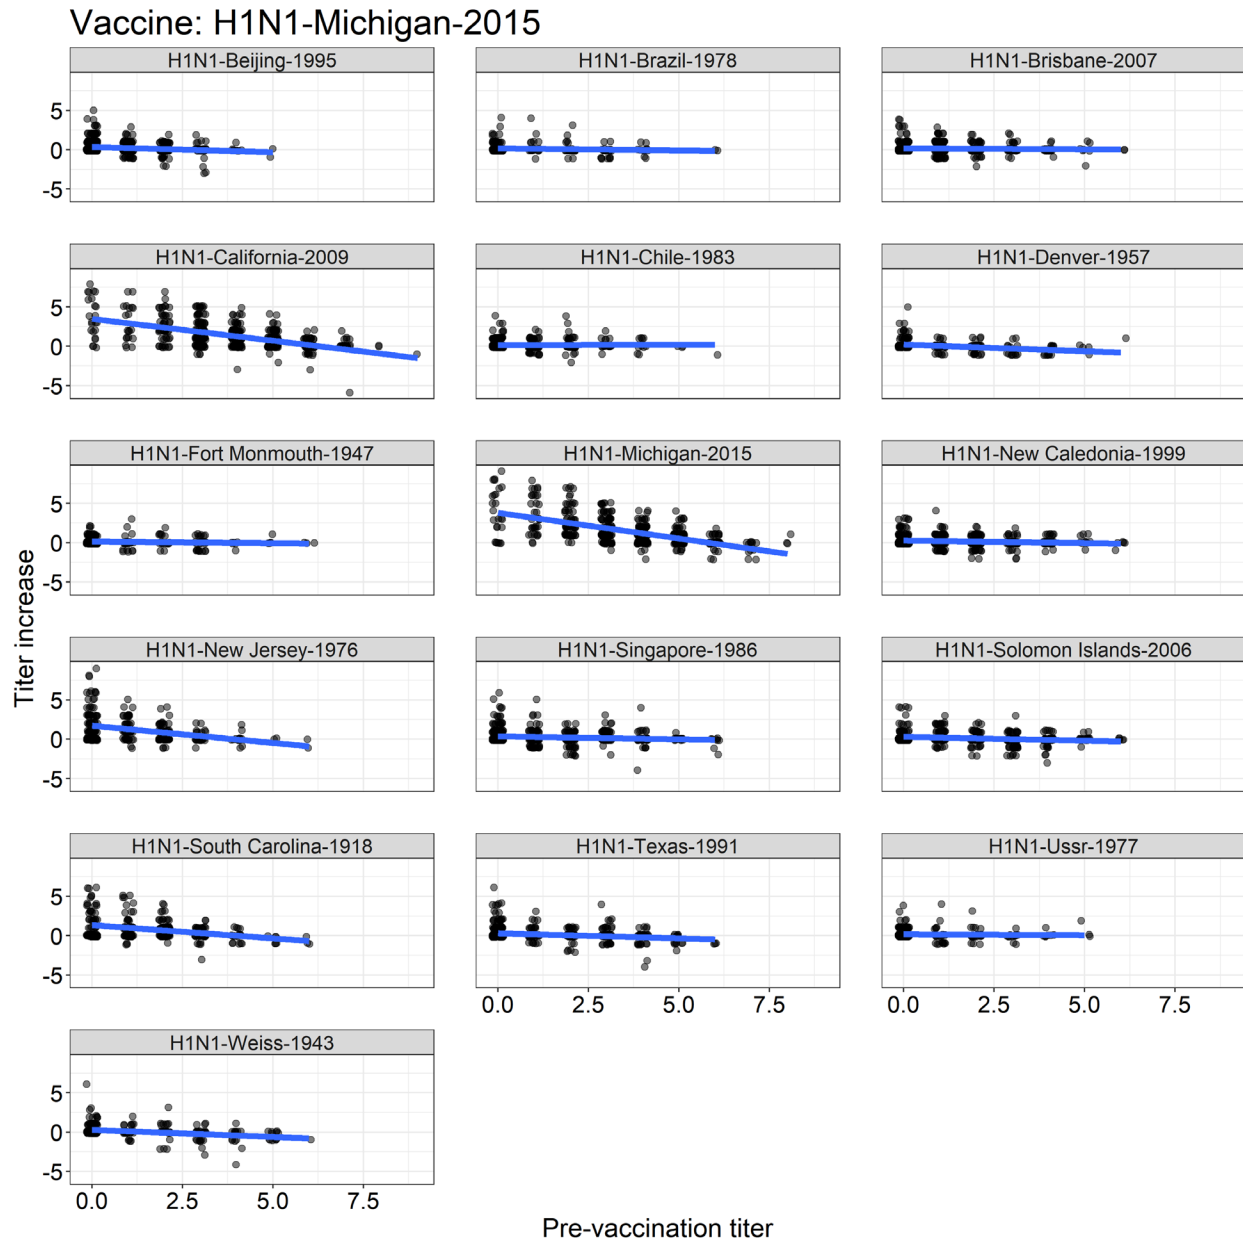 Vaccine: H1N1-Michigan-2015
H1N1-Beijing-1995
H1N1-Brazil-1978
H1N1-Brisbane-2007
5
0
-5
H1N1-California-2009
H1N1-Chile-1983
H1N1-Denver-1957
5
0
-5
H1N1-Fort Monmouth-1947
H1N1-Michigan-2015
H1N1-New Caledonia-1999
5
0
-5
Titer increase
H1N1-New Jersey-1976
H1N1-Singapore-1986
H1N1-Solomon Islands-2006
5
0
-5
H1N1-South Carolina-1918
H1N1-Texas-1991
H1N1-Ussr-1977
5
0
-5
0.0 2.5 5.0 7.5
0.0 2.5 5.0 7.5
H1N1-Weiss-1943
5
0
-5
0.0 2.5 5.0 7.5
Pre-vaccination titer